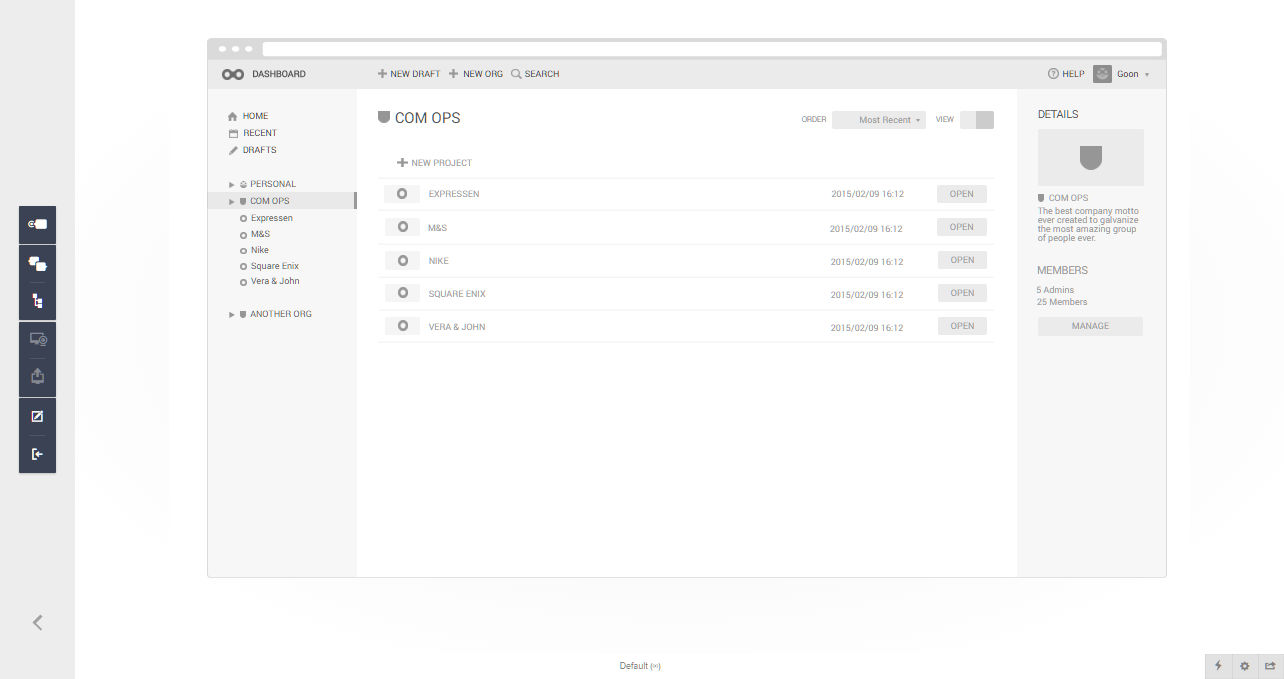 DASHBOARD
NEW DRAFT NEW ORG SEARCH
HELP Goon
HOME
RECENT
DRAFTS
PERSONAL
COM OPS
Expressen
M&S
Nike
Square Enix
Vera & John
ANOTHER ORG
COM OPS
ORDER Most Recent VIEW
NEW PROJECT
EXPRESSEN 2015/02/09 16:12 OPEN
M&S 2015/02/09 16:12 OPEN
NIKE 2015/02/09 16:12 OPEN
SQUARE ENIX 2015/02/09 16:12 OPEN
VERA & JOHN 2015/02/09 16:12 OPEN
DETAILS
COM OPS
The best company motto
ever created to galvanize
the most amazing group
of people ever.
MEMBERS
5 Admins
25 Members
MANAGE
Default (∞)